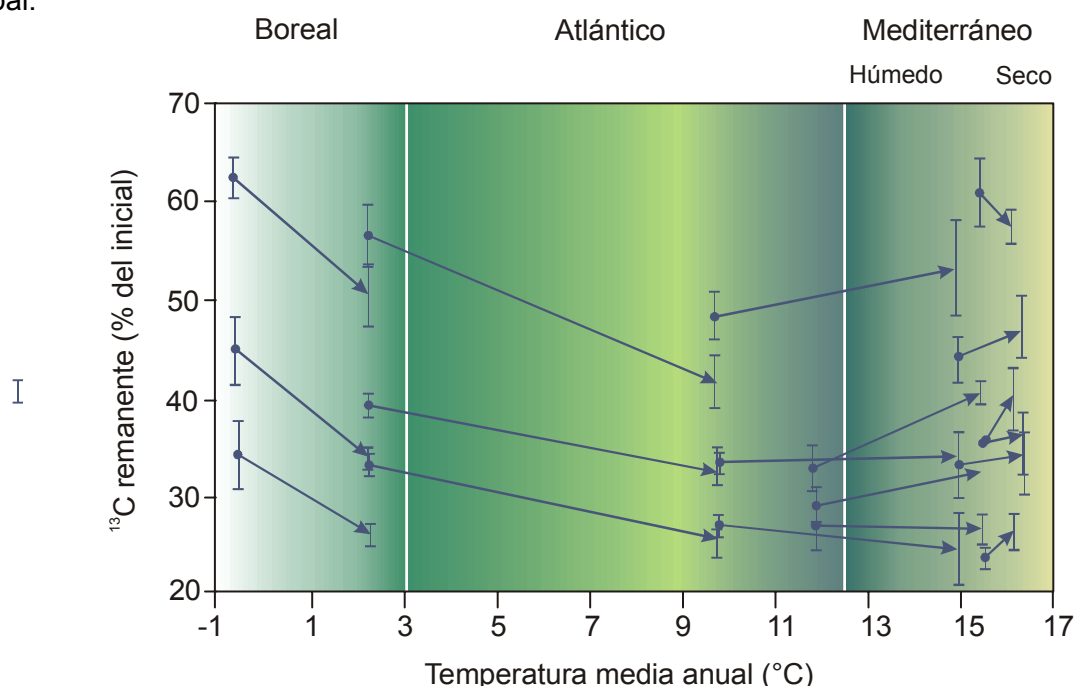 bal.
Boreal Atlántico Mediterráneo
Húmedo Seco
70
60
50
40
30
20
¹³C remanente (% del inicial)
-1 1 3 5 7 9 11 13 15 17
Temperatura media anual (°C)